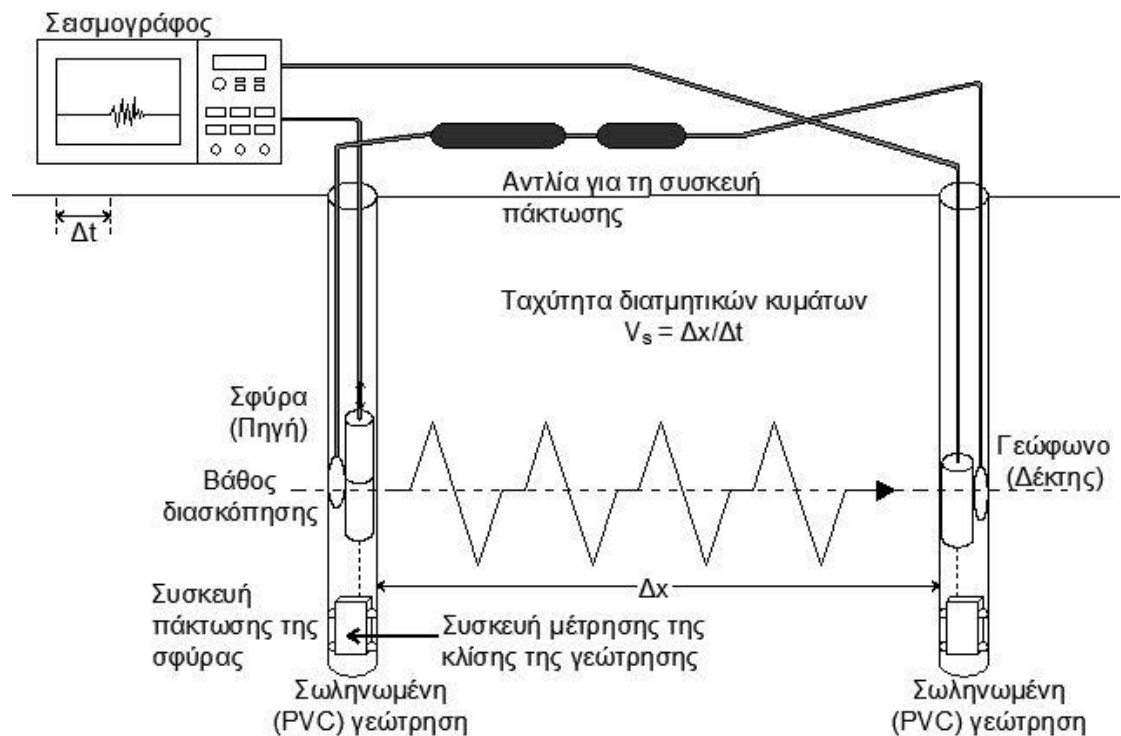 Σεισμογράφος
Αντλία για τη συσκευή
πάκτωσης
Δt
Ταχύτητα διατμητικών κυμάτων
Vs = Δx/Δt
Σφύρα
(Πηγή)
Γεώφωνο
(Δέκτης)
Βάθος
διασκόπησης
Δx
Συσκευή
πάκτωσης της
σφύρας
Συσκευή μέτρησης της
κλίσης της γεώτρησης
Σωληνωμένη
(PVC) γεώτρηση
Σωληνωμένη
(PVC) γεώτρηση